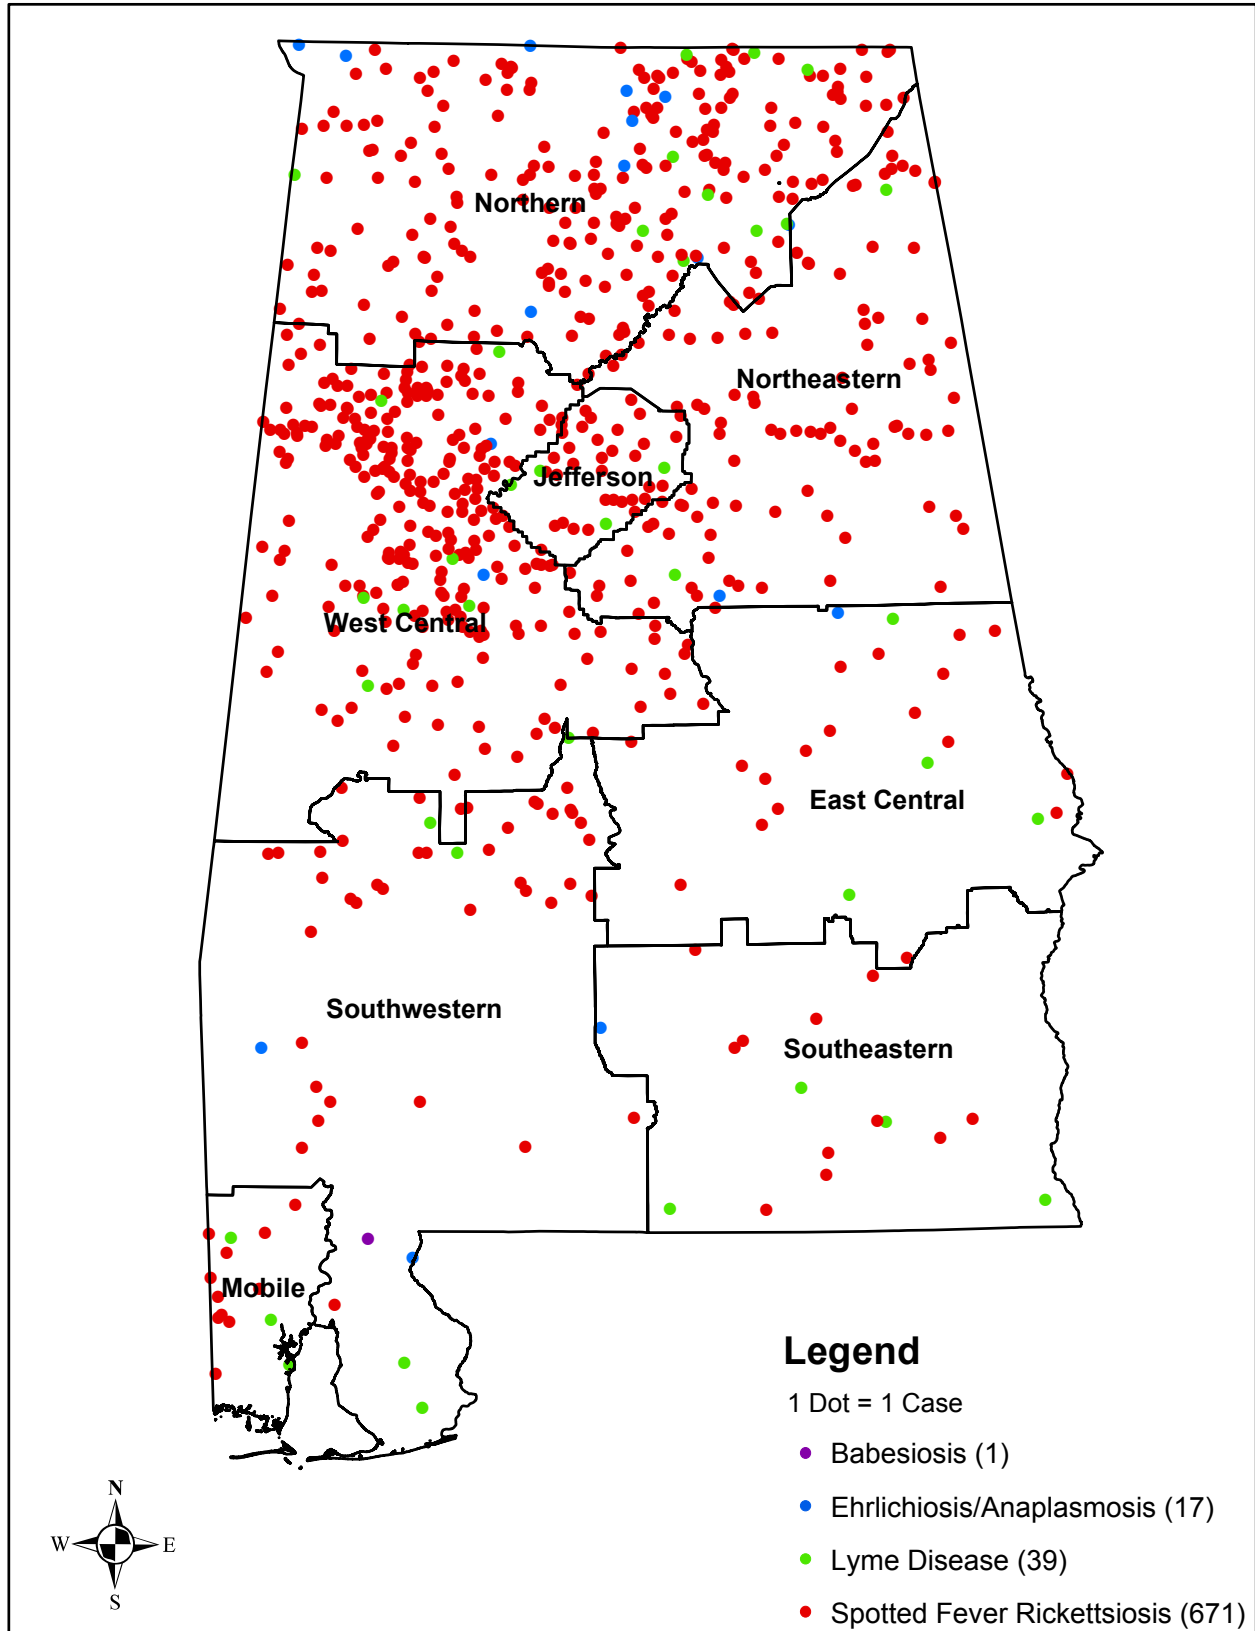 Northern
Northeastern
Jefferson
West Central
East Central
Southwestern
Southeastern
Mobile
Legend
1 Dot = 1 Case
Babesiosis (1)
Ehrlichiosis/Anaplasmosis (17)
Lyme Disease (39)
Spotted Fever Rickettsiosis (671)
N
W E
S